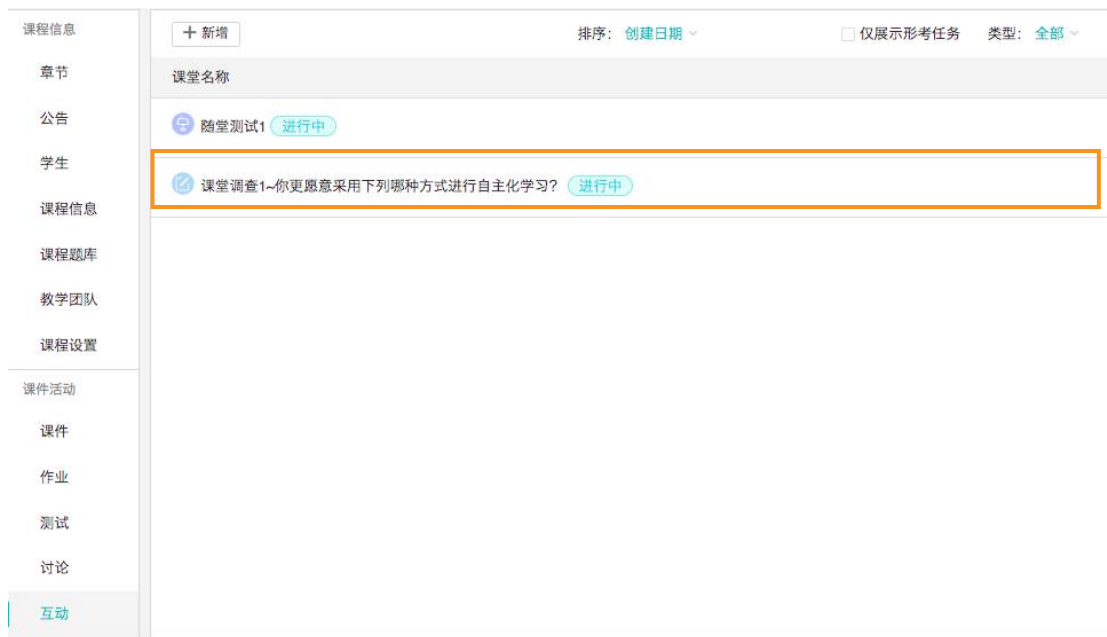 课程信息
章节
公告
学生
课程信息
课程题库
教学团队
课程设置
课件活动
课件
作业
测试
讨论
互动
新增 排序： 创建日期 仅展示形考任务 类型： 全部
课堂名称
随堂测试1 进行中
课堂调查1~你更愿意采用下列哪种方式进行自主化学习？ 进行中